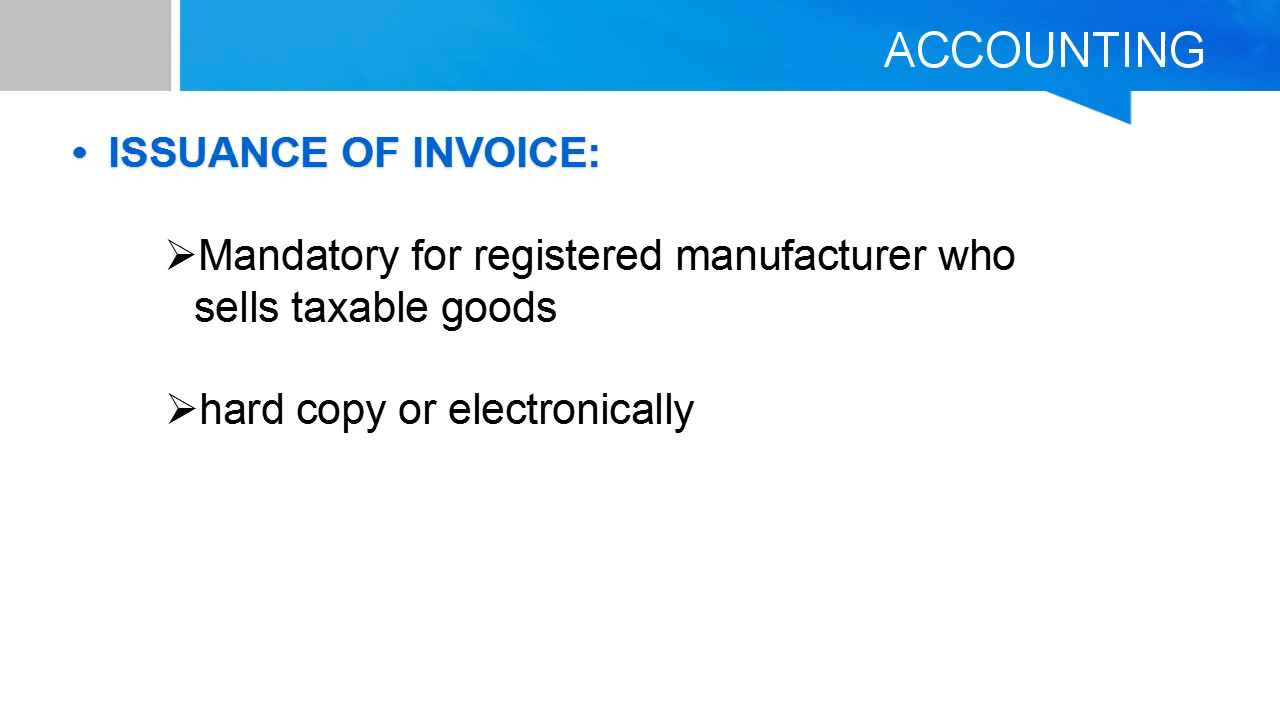 ACCOUNTING
• ISSUANCE OF INVOICE:
➢Mandatory for registered manufacturer who
sells taxable goods
➢hard copy or electronically